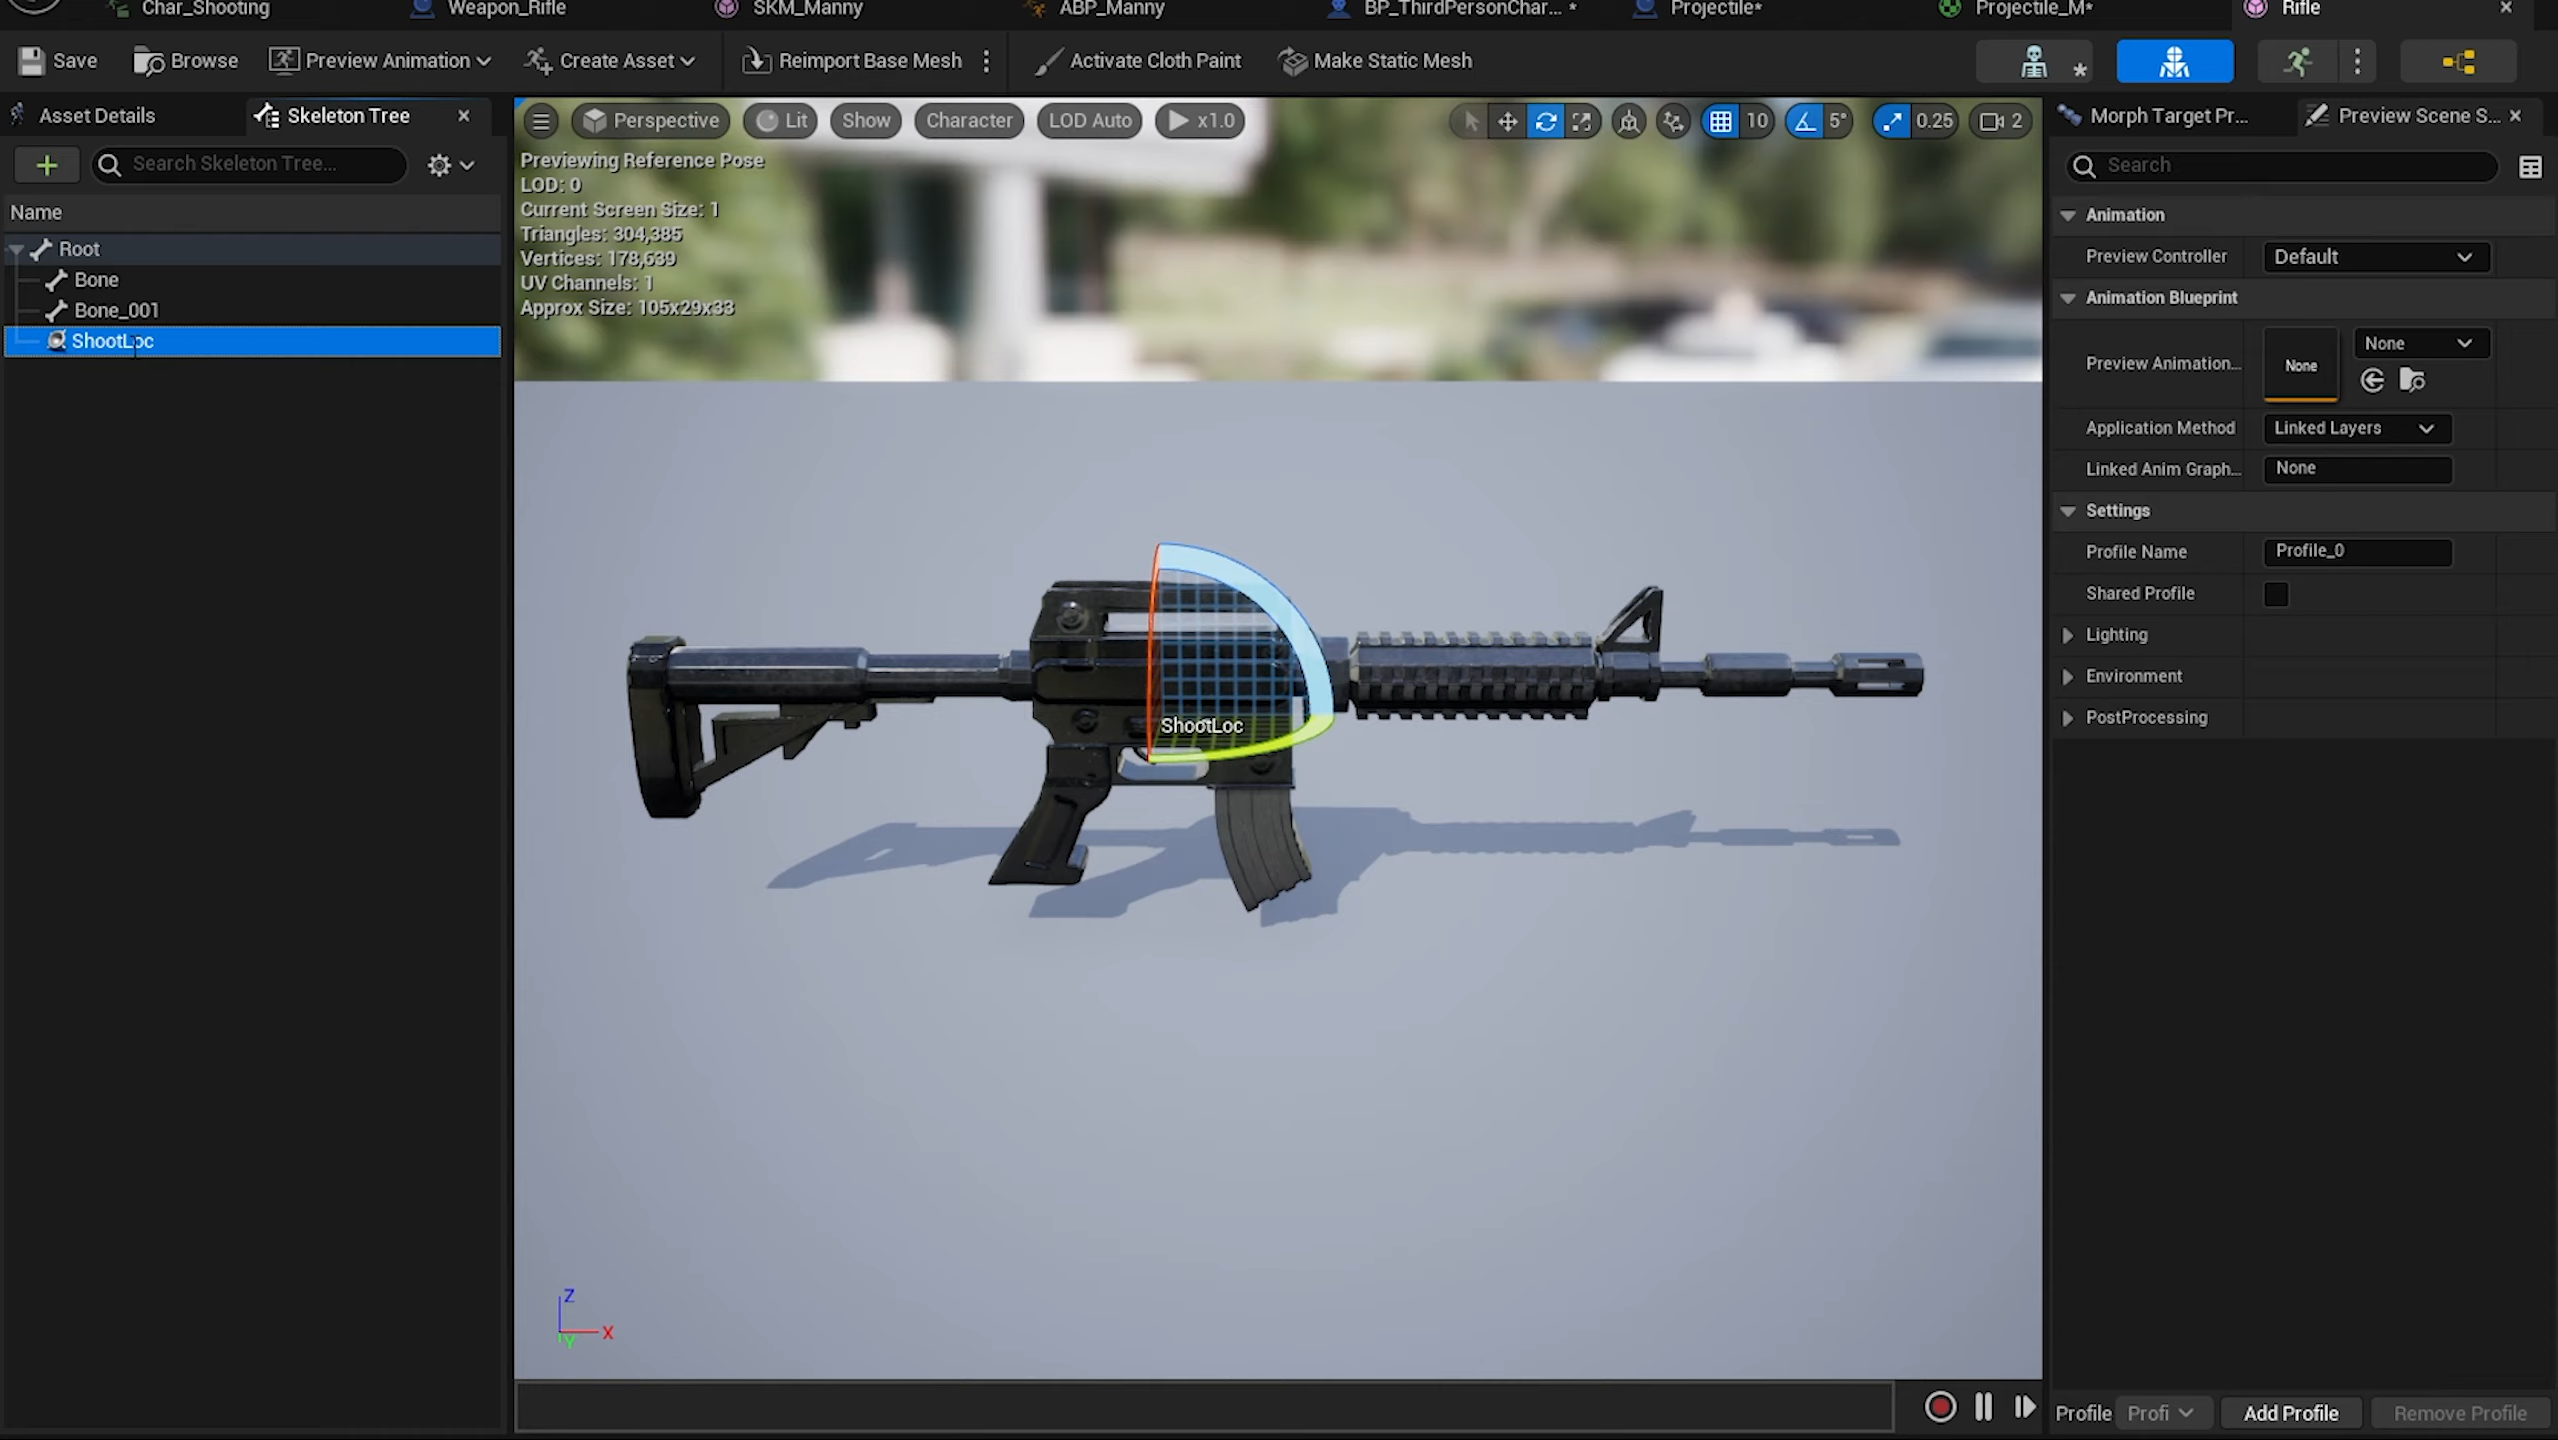 Char_Shooting
Weapon_Rifle
SKM_Manny
ABP_Manny
BP_ThirdPersonChar... *
Projectile*
Projectile_M*
Rifle
Save
Browse
Preview Animation
Create Asset
Reimport Base Mesh
Activate Cloth Paint
Make Static Mesh
Asset Details
Skeleton Tree
Search Skeleton Tree...
Name
Root
Bone
Bone_001
ShootLoc
Perspective
Lit
Show
Character
LOD Auto
x1.0
10
5°
0.25
2
Previewing Reference Pose
LOD: 0
Current Screen Size: 1
Triangles: 304,385
Vertices: 178,639
UV Channels: 1
Approx Size: 105x29x33
ShootLoc
Z
X
Y
Morph Target Pr...
Preview Scene S...
Search
Animation
Preview Controller
Default
Animation Blueprint
Preview Animation...
None
None
Application Method
Linked Layers
Linked Anim Graph...
None
Settings
Profile Name
Profile_0
Shared Profile
Lighting
Environment
PostProcessing
Profile
Profi
Add Profile
Remove Profile